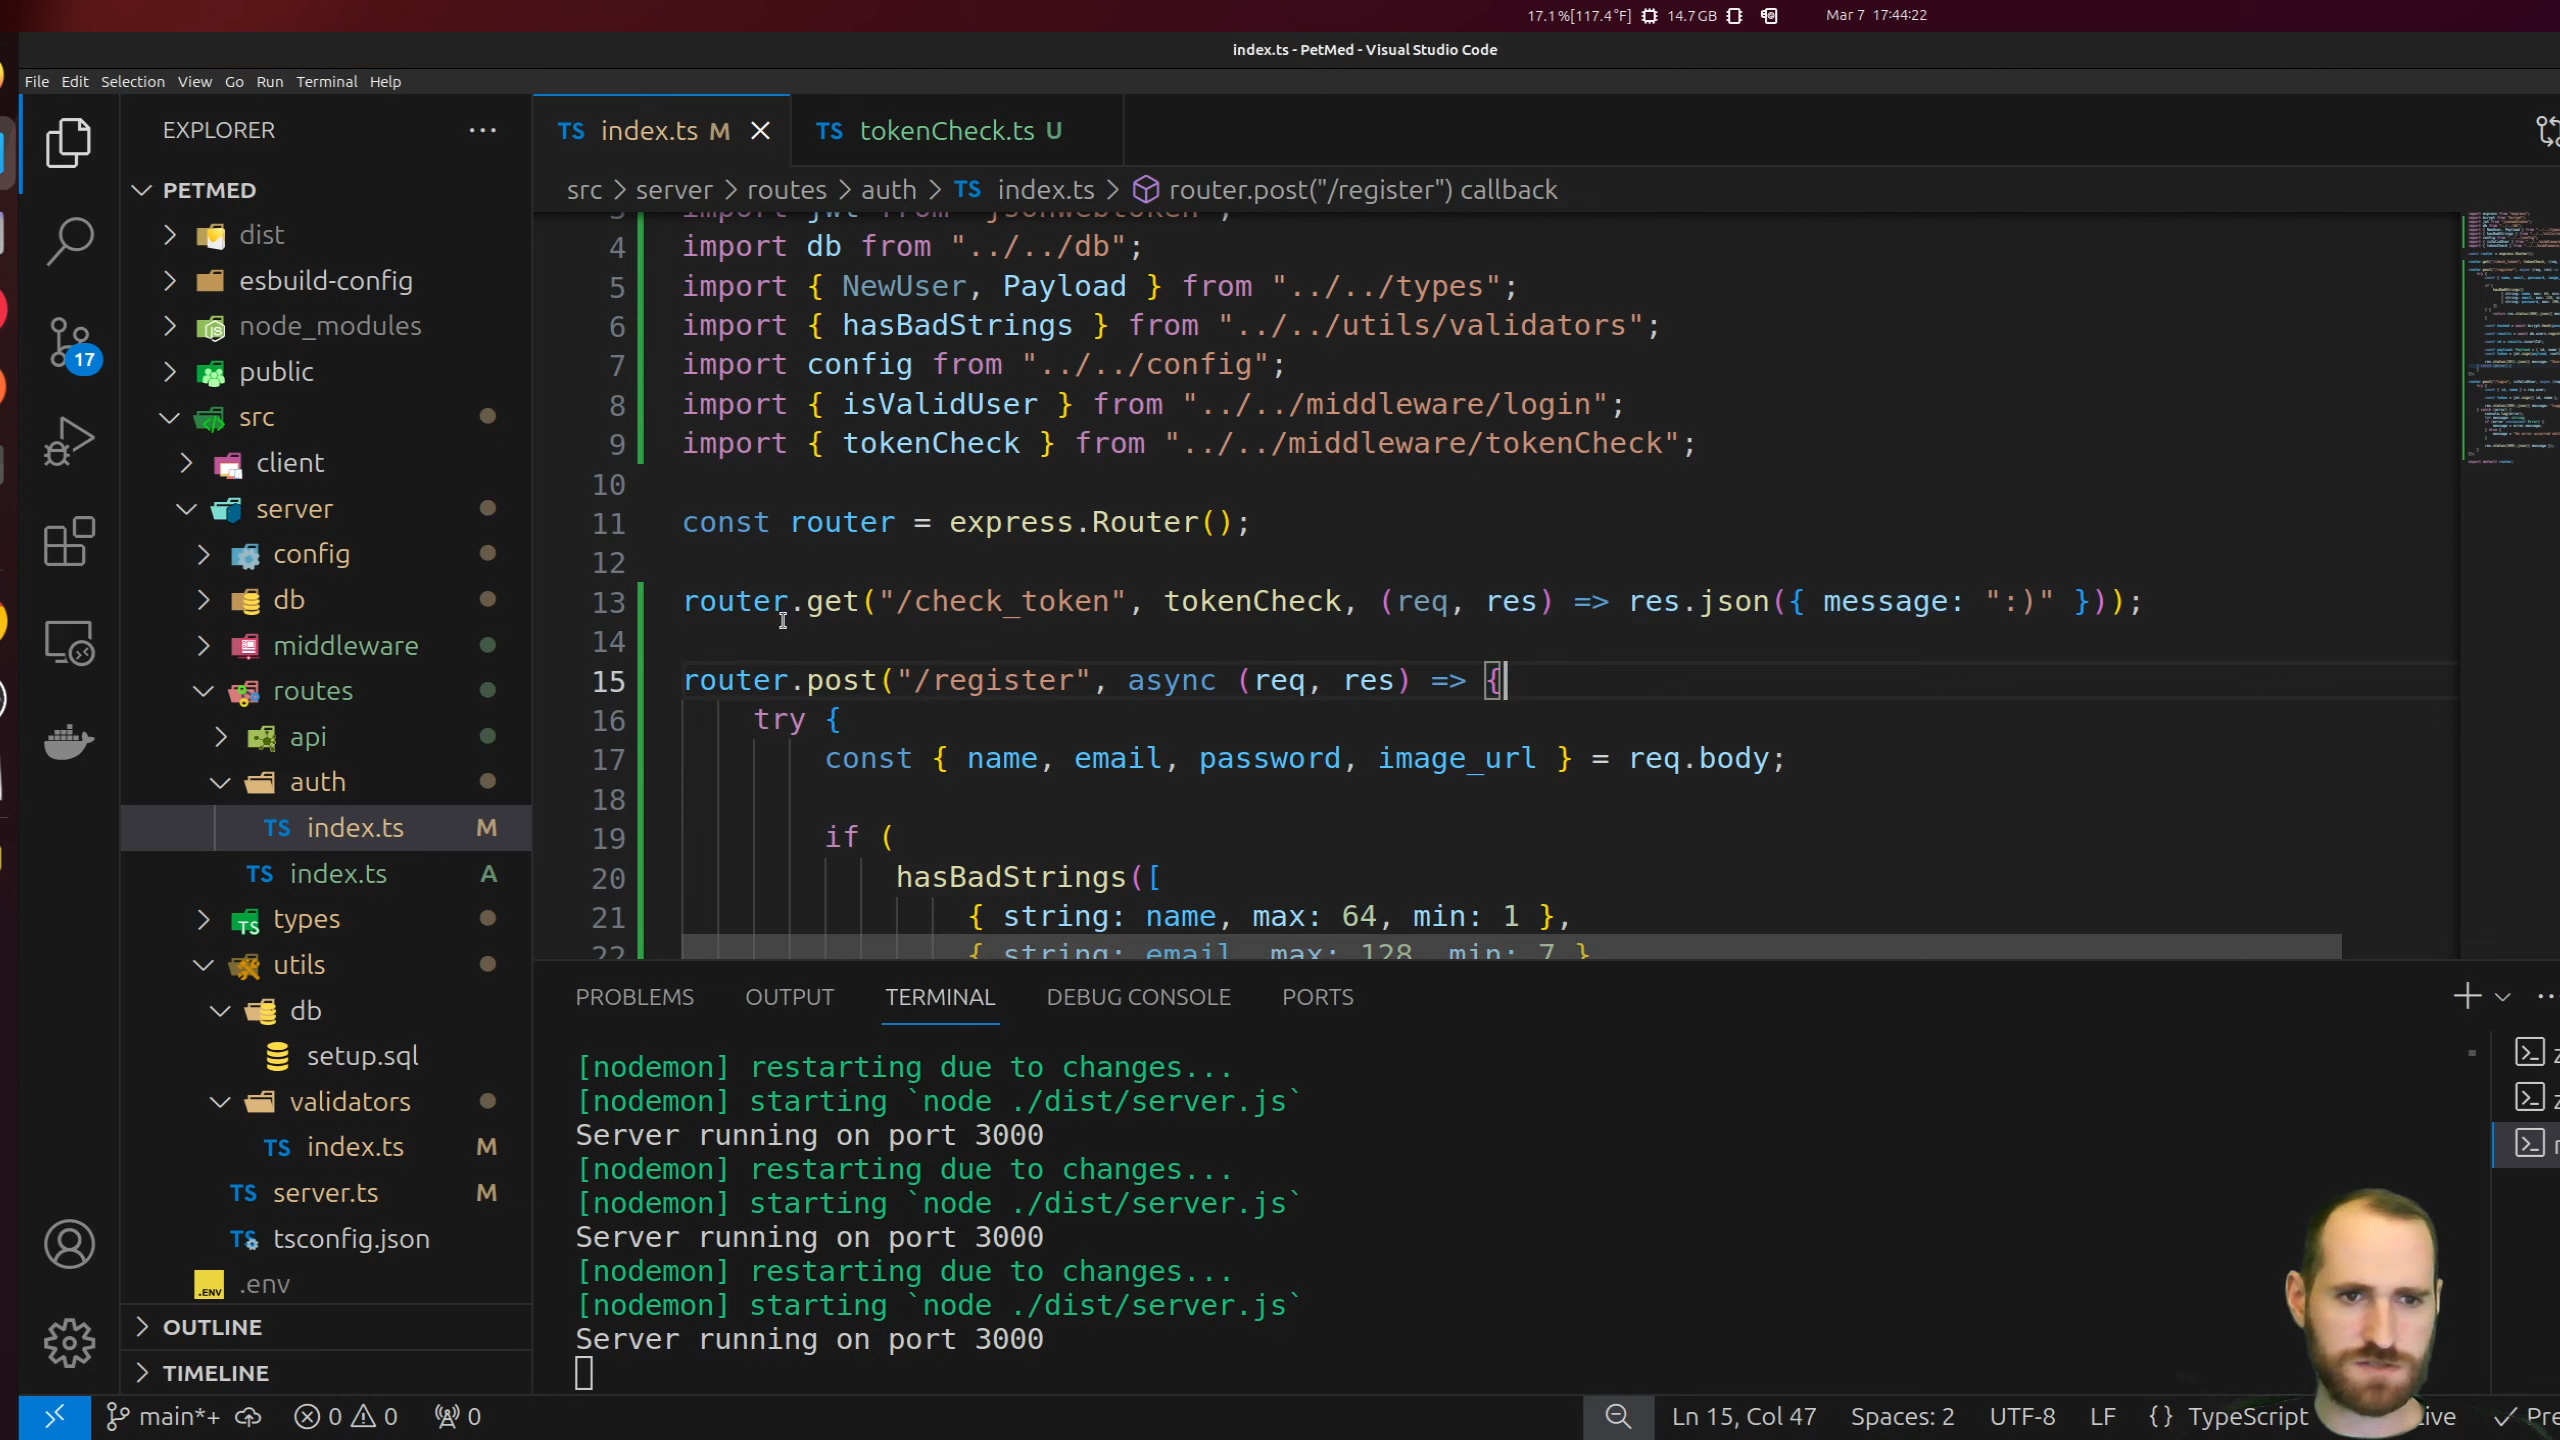 17.1%[117.4°F] 14.7GB Mar 7 17:44:22
index.ts - PetMed - Visual Studio Code
File Edit Selection View Go Run Terminal Help
EXPLORER
PETMED
dist
esbuild-config
node_modules
public
src
client
server
config
db
middleware
routes
api
auth
TS index.ts M
TS index.ts A
types
utils
db
setup.sql
validators
TS index.ts M
TS server.ts M
tsconfig.json
.ENV .env
OUTLINE
TIMELINE
17
TS index.ts M
TS tokenCheck.ts U
src > server > routes > auth > TS index.ts > router.post("/register") callback
3 import jwt from "jsonwebtoken";
4 import db from "../../db";
5 import { NewUser, Payload } from "../../types";
6 import { hasBadStrings } from "../../utils/validators";
7 import config from "../../config";
8 import { isValidUser } from "../../middleware/login";
9 import { tokenCheck } from "../../middleware/tokenCheck";
10
11 const router = express.Router();
12
13 router.get("/check_token", tokenCheck, (req, res) => res.json({ message: ":)" }));
14
15 router.post("/register", async (req, res) => {
16 try {
17 const { name, email, password, image_url } = req.body;
18
19 if (
20 hasBadStrings([
21 { string: name, max: 64, min: 1 },
22 { string: email, max: 128, min: 7 }
PROBLEMS OUTPUT TERMINAL DEBUG CONSOLE PORTS
[nodemon] restarting due to changes...
[nodemon] starting `node ./dist/server.js`
Server running on port 3000
[nodemon] restarting due to changes...
[nodemon] starting `node ./dist/server.js`
Server running on port 3000
[nodemon] restarting due to changes...
[nodemon] starting `node ./dist/server.js`
Server running on port 3000
main*+ 0 0 0 Ln 15, Col 47 Spaces: 2 UTF-8 LF {} TypeScript